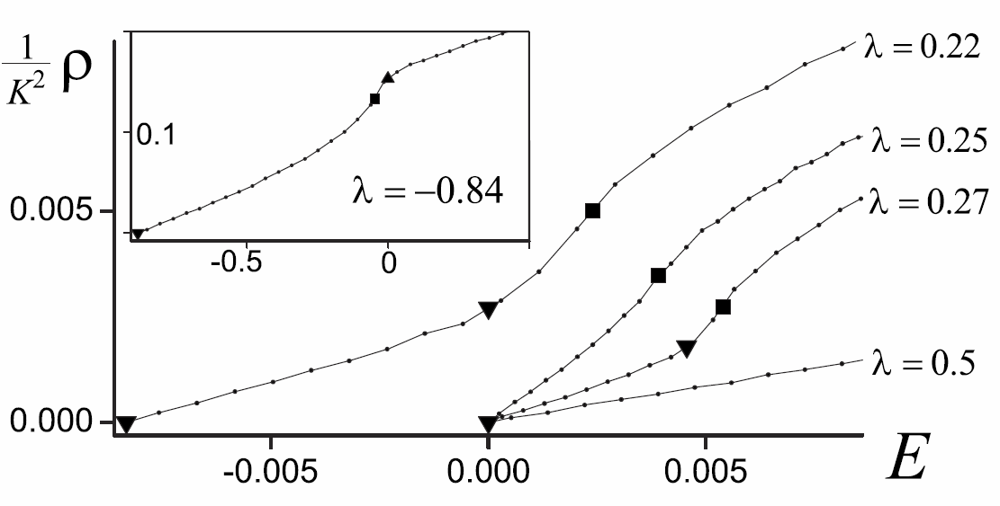 1/K² ρ
λ = 0.22
0.1
λ = 0.25
λ = −0.84
λ = 0.27
0.005
-0.5
0
λ = 0.5
0.000
-0.005
0.000
0.005
E